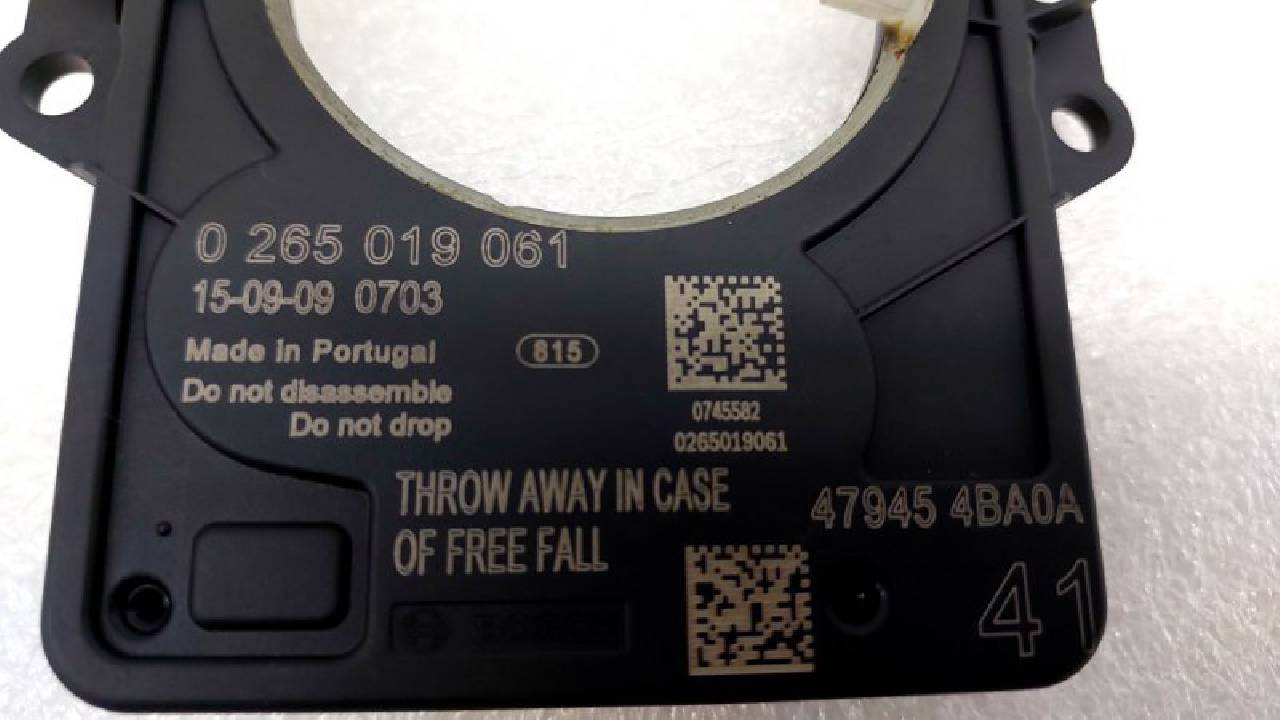 0 265 019 061
15-09-09 0703
Made in Portugal
815
Do not disassemble
Do not drop
0745582
0265019061
THROW AWAY IN CASE
OF FREE FALL
47945 4BA0A
41